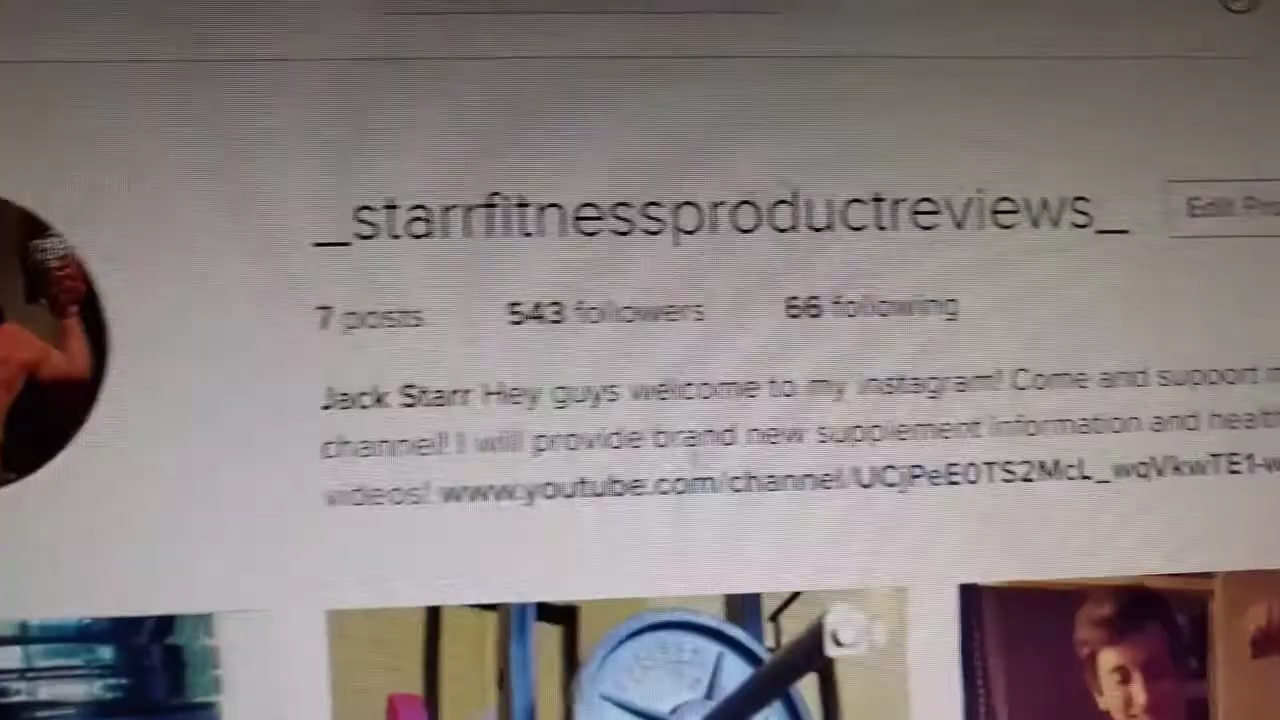 _starrfitnessproductreviews_ Edit
7 posts 543 followers 66 following
Jack Starr Hey guys welcome to my instagram! Come and support
channel! I will provide brand new supplement information and
videos! www.youtube.com/channel/UCjPeE0TS2McL_wqVkwTE1-w